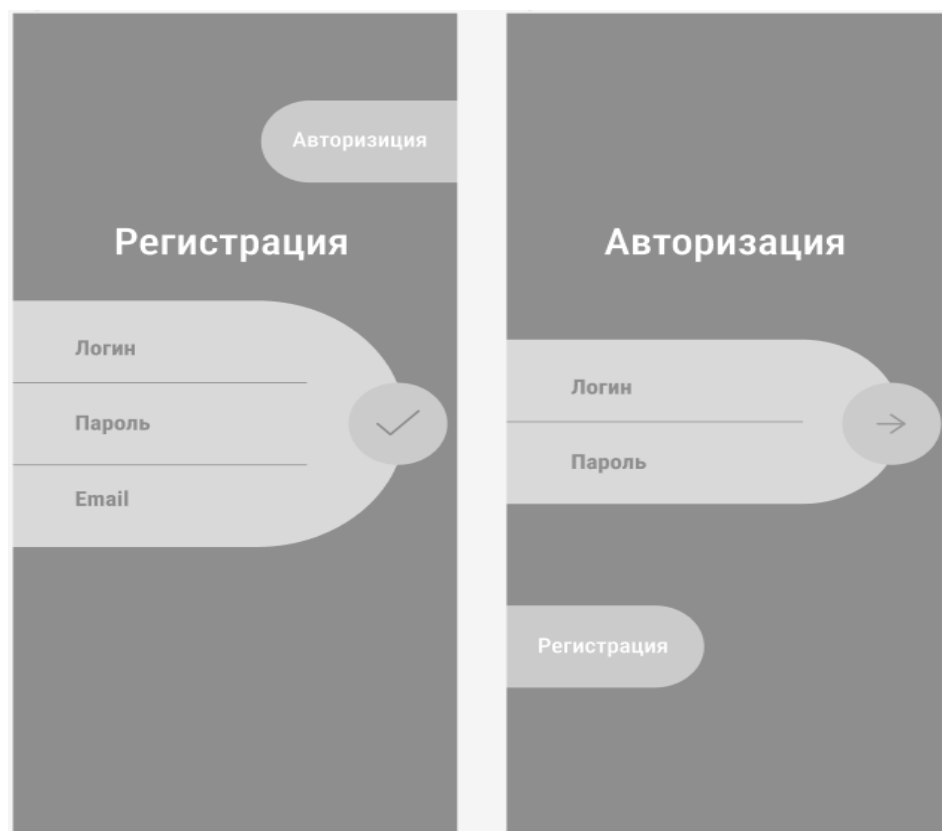 Авторизиция
Регистрация
Логин
Пароль
Email
Авторизация
Логин
Пароль
Регистрация